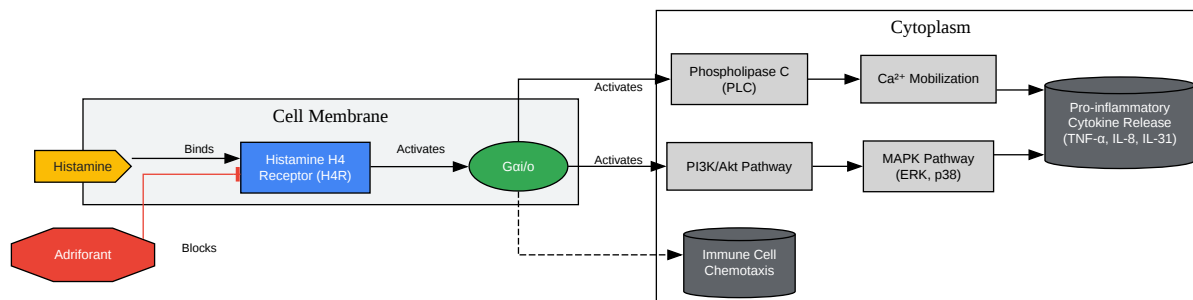 Cytoplasm
Phospholipase C
(PLC)
Ca²⁺ Mobilization
Activates
Pro-inflammatory
Cytokine Release
(TNF-α, IL-8, IL-31)
Cell Membrane
Histamine
Binds
Histamine H4
Receptor (H4R)
Activates
Gαi/o
Activates
PI3K/Akt Pathway
MAPK Pathway
(ERK, p38)
Adriforant
Blocks
Immune Cell
Chemotaxis